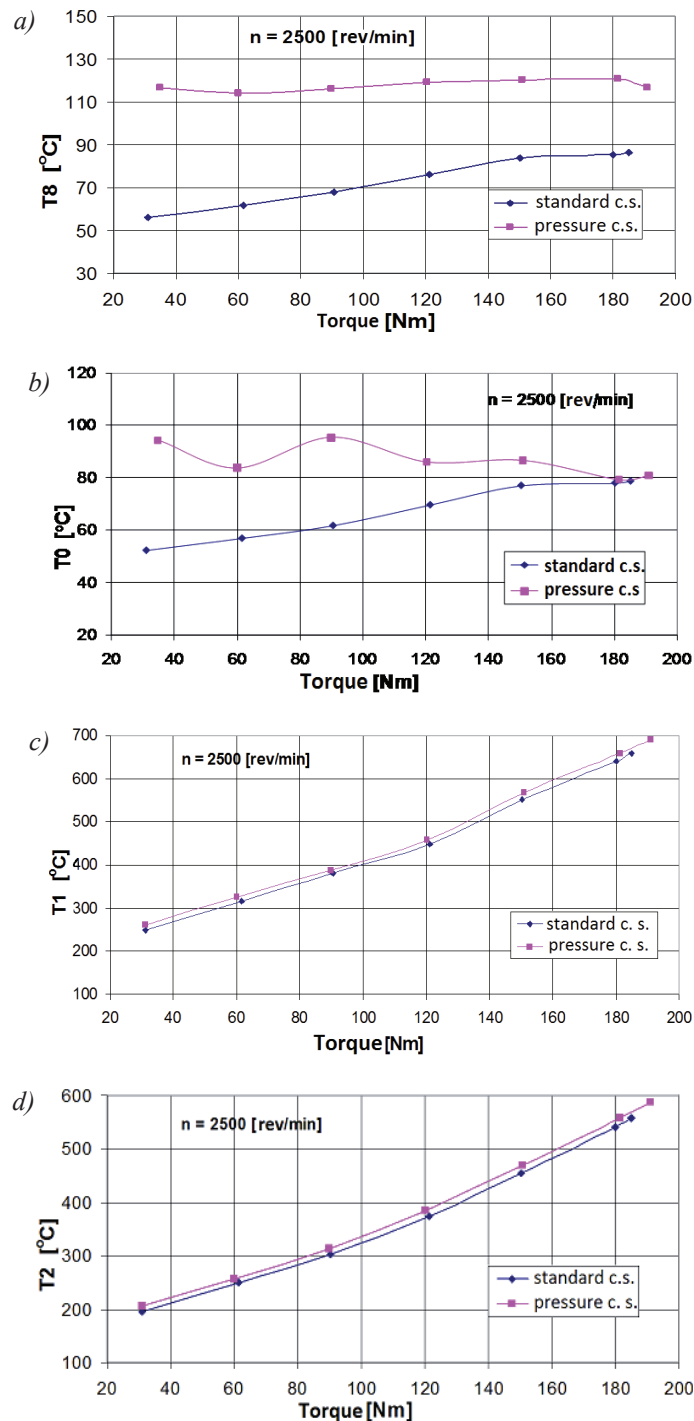 a)
n = 2500 [rev/min]
150
130
110
90
70
50
30
T8 [°C]
standard c.s.
pressure c.s.
20 40 60 80 100 120 140 160 180 200
Torque [Nm]
b)
n = 2500 [rev/min]
120
100
80
60
40
20
T0 [°C]
standard c.s.
pressure c.s
20 40 60 80 100 120 140 160 180 200
Torque [Nm]
c)
n = 2500 [rev/min]
700
600
500
400
300
200
100
T1 [°C]
standard c. s.
pressure c. s.
20 40 60 80 100 120 140 160 180 200
Torque[Nm]
d)
n = 2500 [rev/min]
600
500
400
300
200
100
T2 [°C]
standard c.s.
pressure c. s.
20 40 60 80 100 120 140 160 180 200
Torque[Nm]